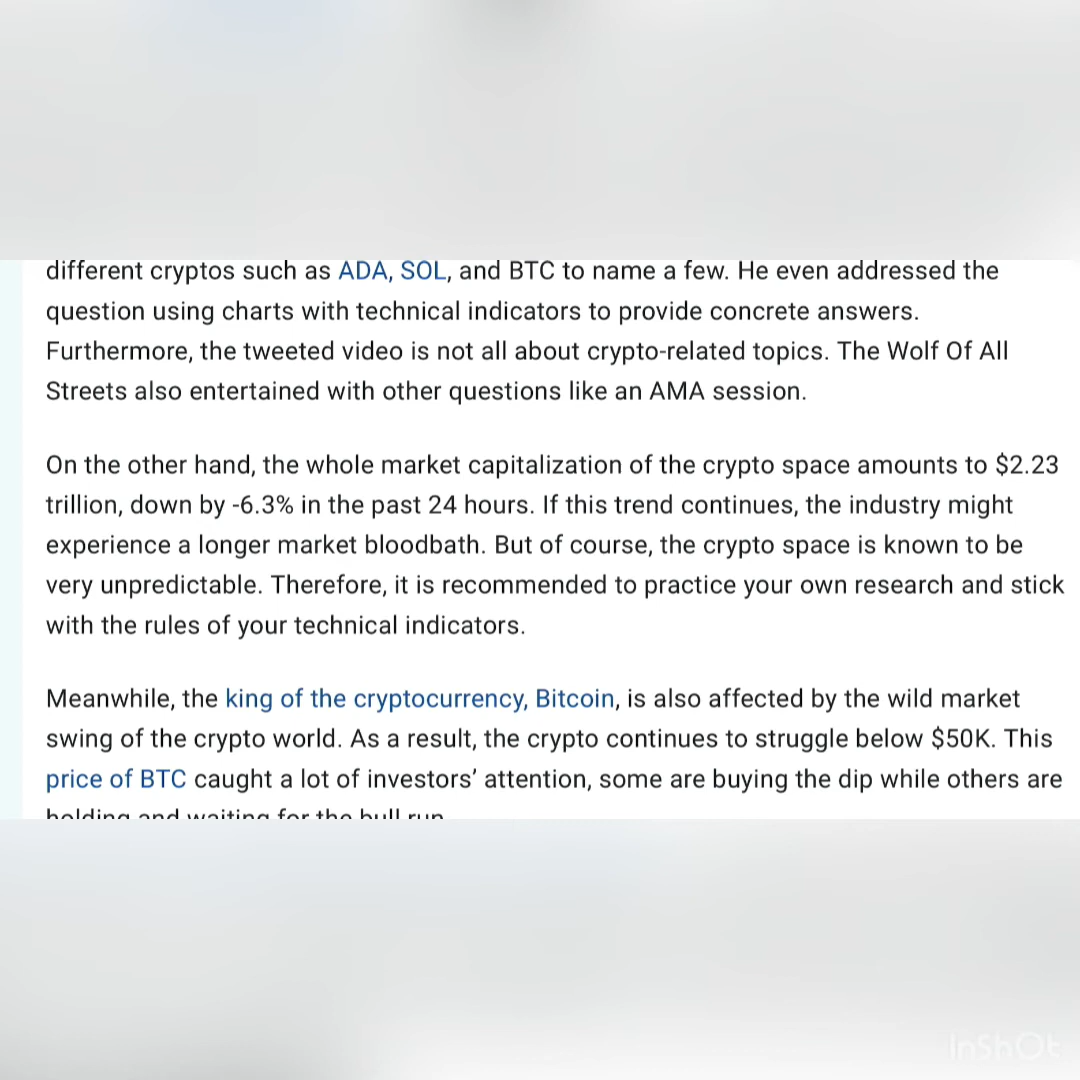 different cryptos such as ADA, SOL, and BTC to name a few. He even addressed the
question using charts with technical indicators to provide concrete answers.
Furthermore, the tweeted video is not all about crypto-related topics. The Wolf Of All
Streets also entertained with other questions like an AMA session.
On the other hand, the whole market capitalization of the crypto space amounts to $2.23
trillion, down by -6.3% in the past 24 hours. If this trend continues, the industry might
experience a longer market bloodbath. But of course, the crypto space is known to be
very unpredictable. Therefore, it is recommended to practice your own research and stick
with the rules of your technical indicators.
Meanwhile, the king of the cryptocurrency, Bitcoin, is also affected by the wild market
swing of the crypto world. As a result, the crypto continues to struggle below $50K. This
price of BTC caught a lot of investors’ attention, some are buying the dip while others are
holding and waiting for the bull run
InShOt